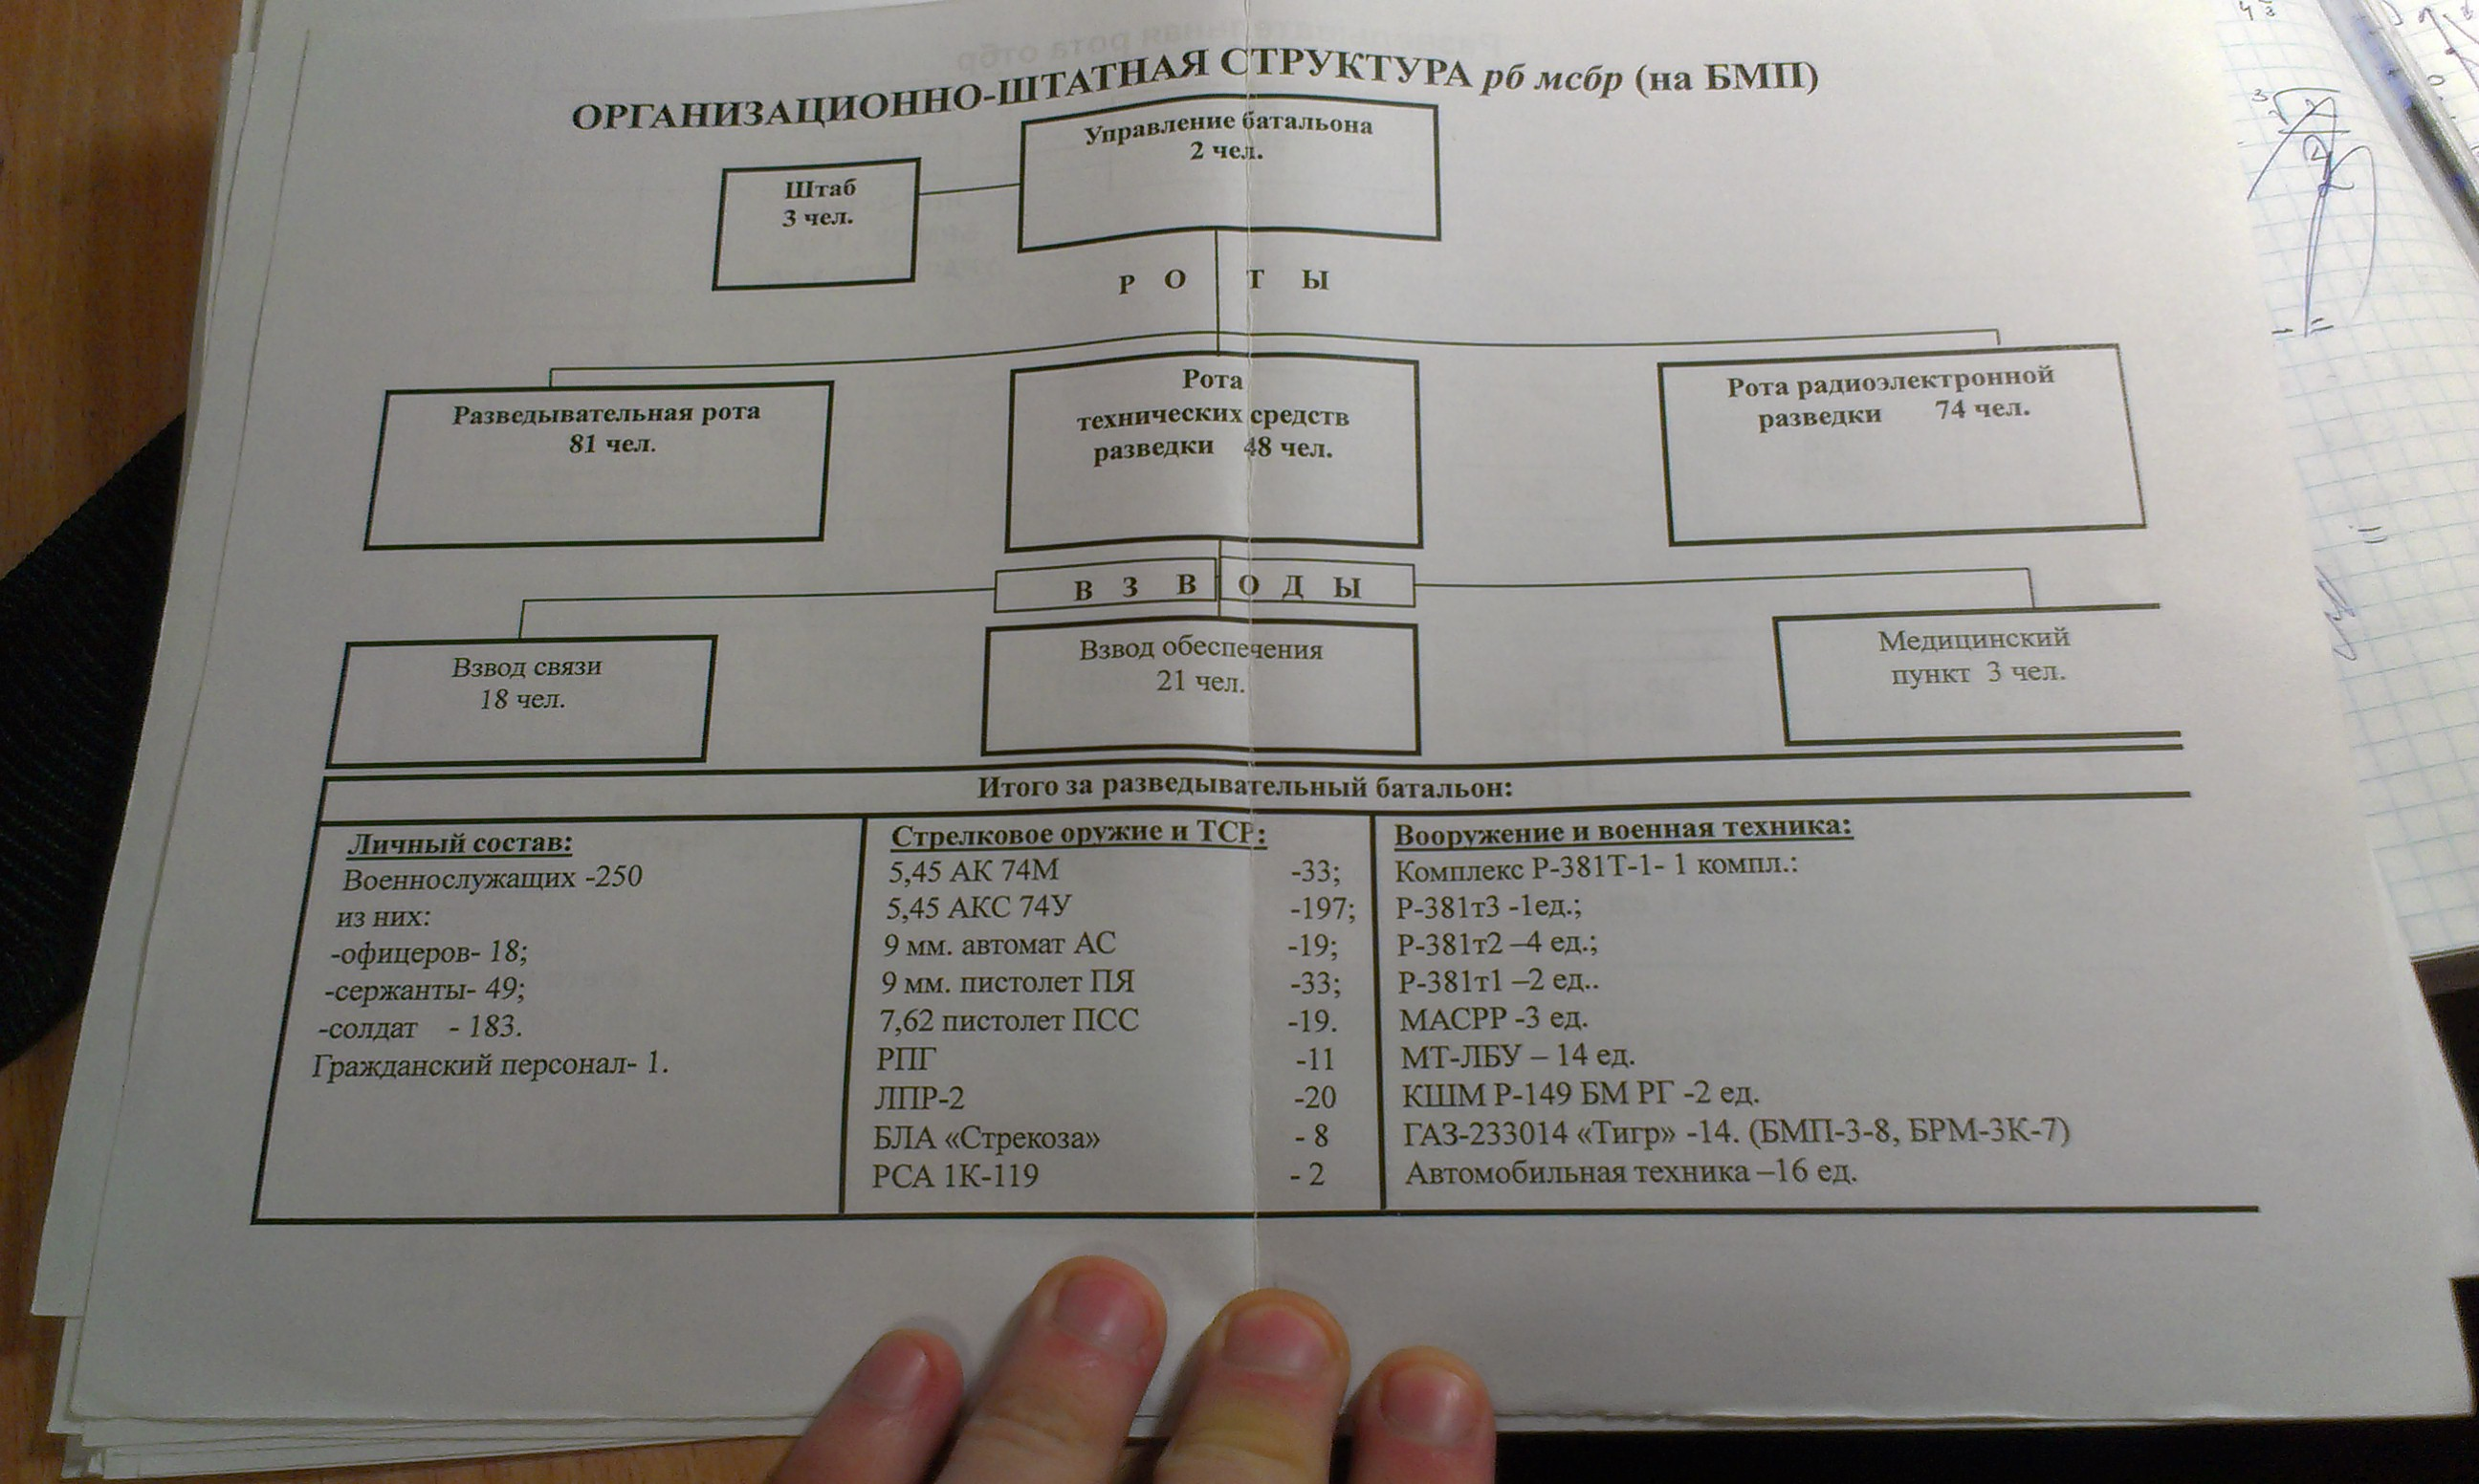 ОРГАНИЗАЦИОННО-ШТАТНАЯ СТРУКТУРА рб мсбр (на БМП)
Управление батальона
2 чел.
Штаб
3 чел.
Р О Т Ы
Разведывательная рота
81 чел.
Рота
технических средств
разведки 48 чел.
Рота радиоэлектронной
разведки 74 чел.
В З В О Д Ы
Взвод связи
18 чел.
Взвод обеспечения
21 чел.
Медицинский
пункт 3 чел.
Итого за разведывательный батальон:
Личный состав:
Военнослужащих -250
из них:
-офицеров- 18;
-сержанты- 49;
-солдат - 183.
Гражданский персонал- 1.
Стрелковое оружие и ТСР:
5,45 АК 74М -33;
5,45 АКС 74У -197;
9 мм. автомат АС -19;
9 мм. пистолет ПЯ -33;
7,62 пистолет ПСС -19.
РПГ -11
ЛПР-2 -20
БЛА «Стрекоза» - 8
РСА 1К-119 - 2
Вооружение и военная техника:
Комплекс Р-381Т-1- 1 компл.:
Р-381т3 -1ед.;
Р-381т2 –4 ед.;
Р-381т1 –2 ед..
МАСРР -3 ед.
МТ-ЛБУ – 14 ед.
КШМ Р-149 БМ РГ -2 ед.
ГАЗ-233014 «Тигр» -14. (БМП-3-8, БРМ-3К-7)
Автомобильная техника –16 ед.